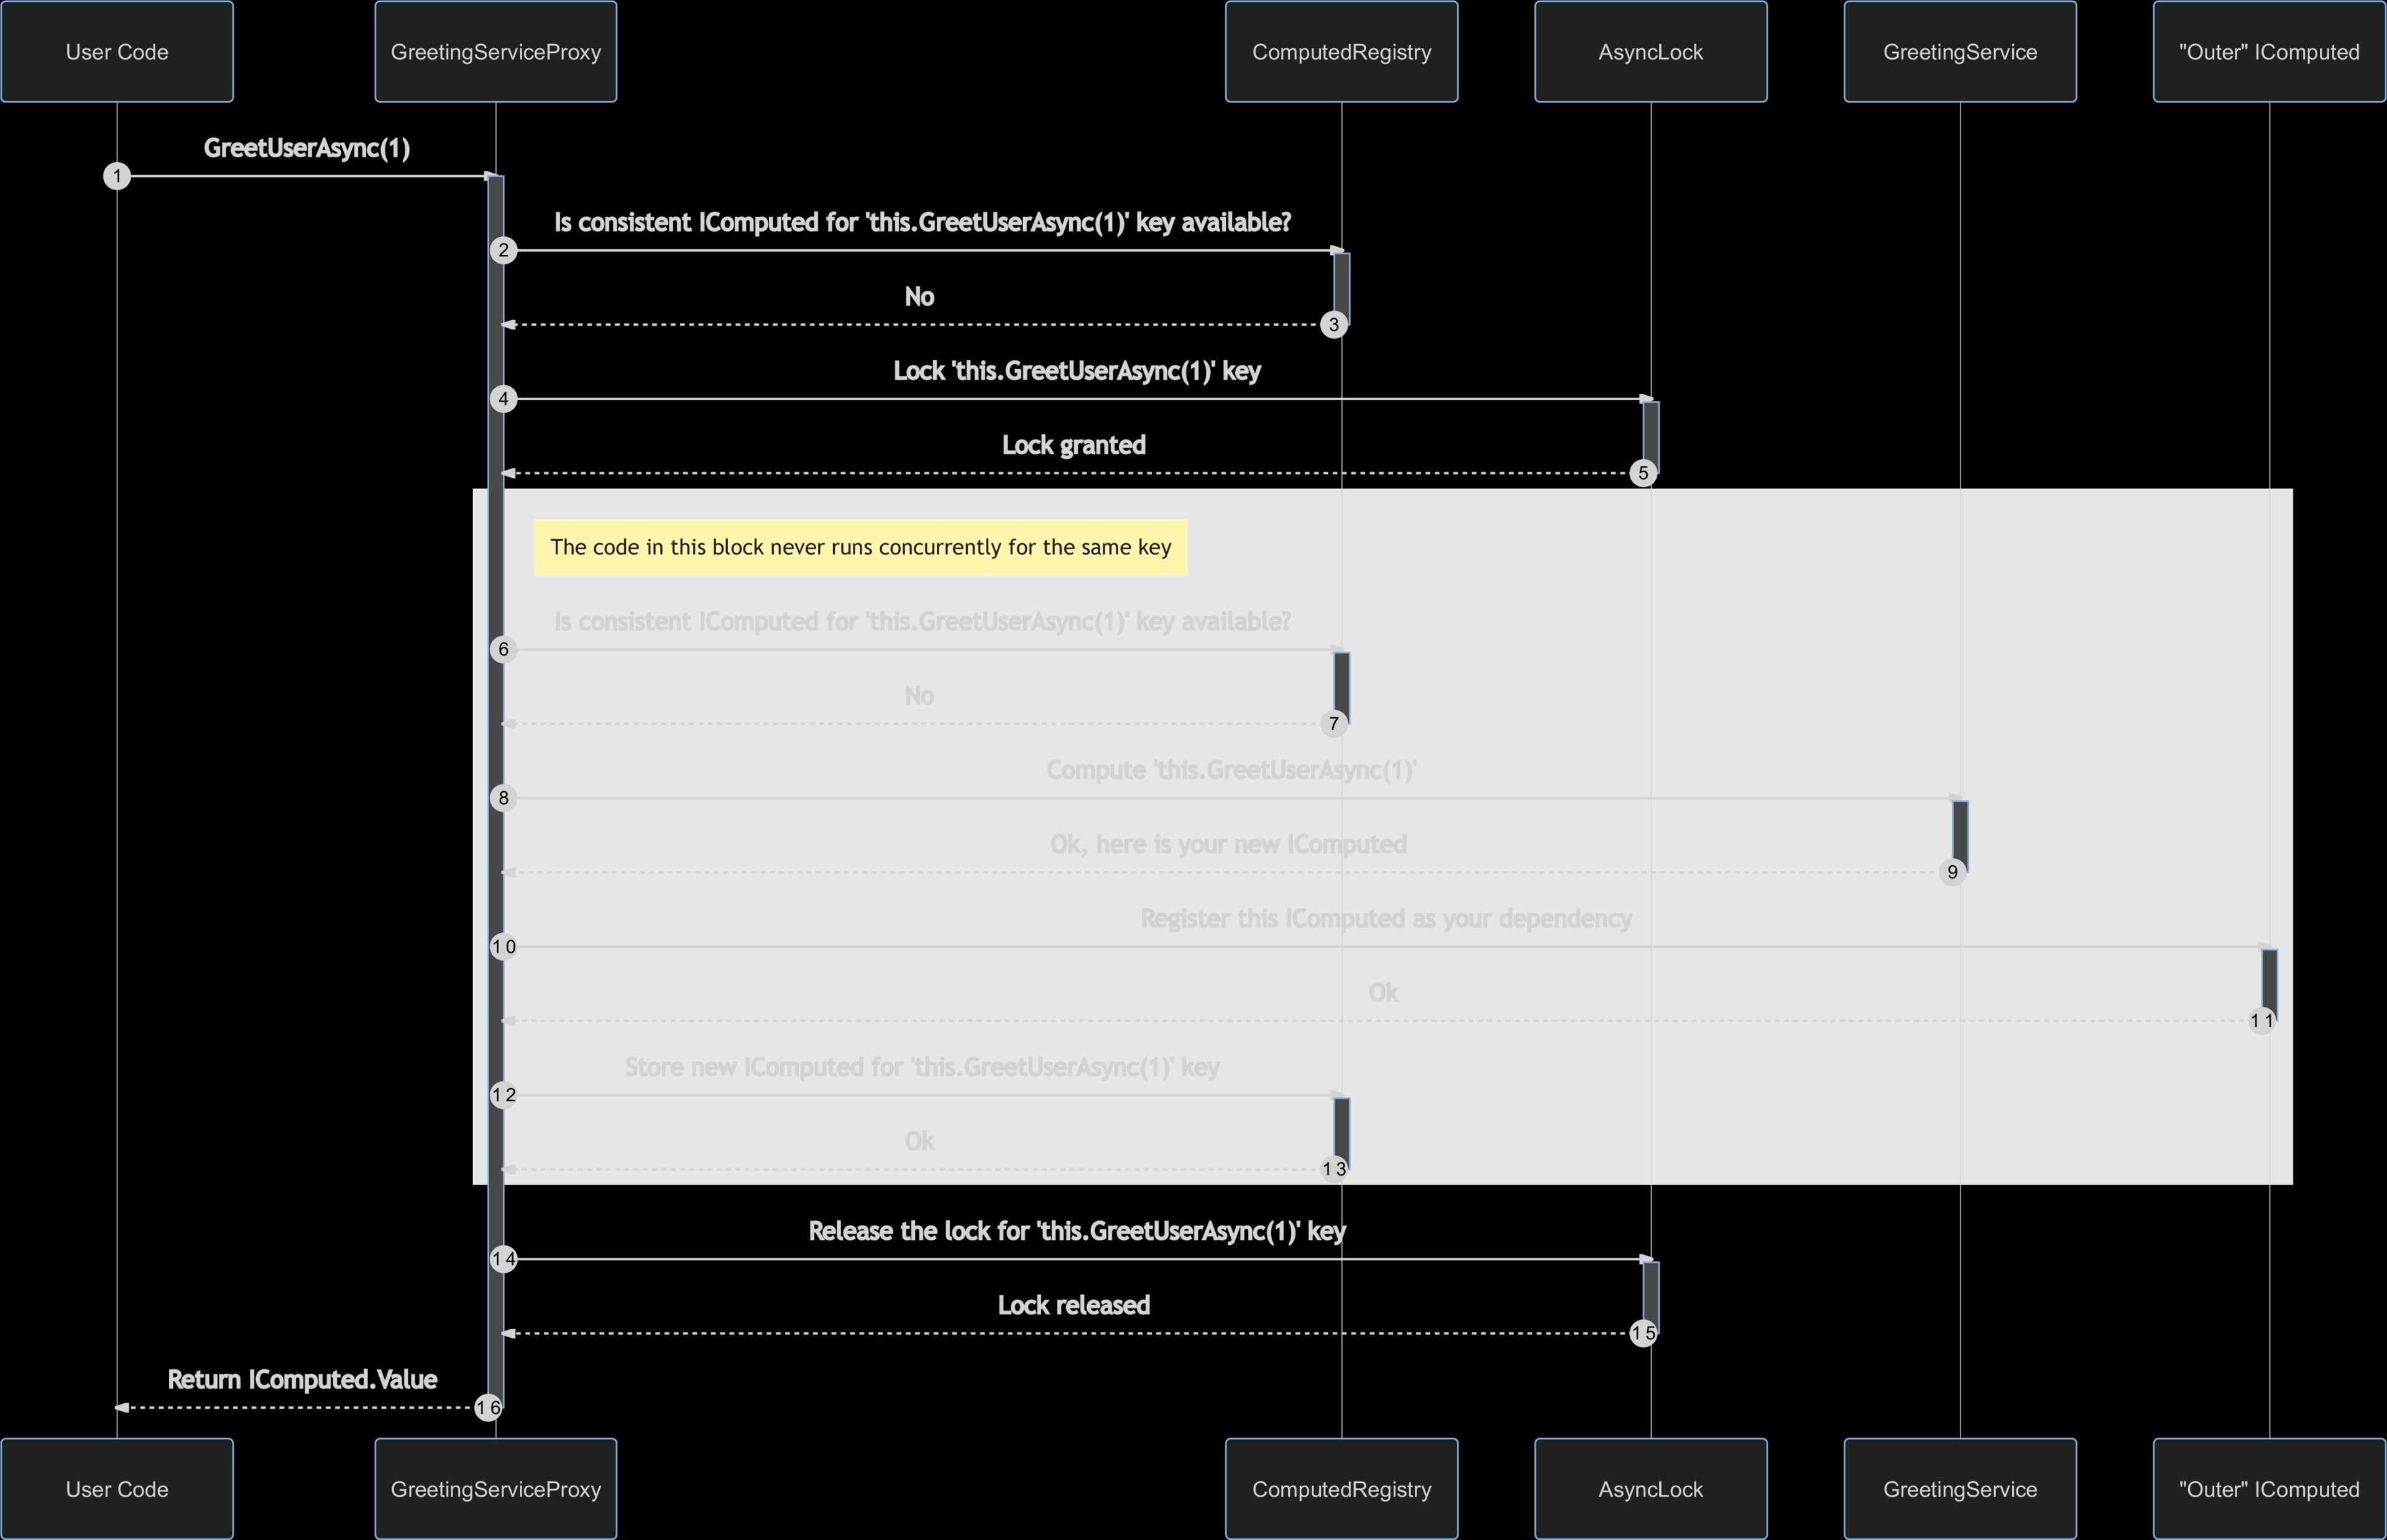 User Code
GreetingServiceProxy
ComputedRegistry
AsyncLock
GreetingService
"Outer" IComputed
GreetUserAsync(1)
1
Is consistent IComputed for 'this.GreetUserAsync(1)' key available?
2
No
3
Lock 'this.GreetUserAsync(1)' key
4
Lock granted
5
The code in this block never runs concurrently for the same key
Is consistent IComputed for 'this.GreetUserAsync(1)' key available?
6
No
7
Compute 'this.GreetUserAsync(1)'
8
Ok, here is your new IComputed
9
Register this IComputed as your dependency
10
Ok
11
Store new IComputed for 'this.GreetUserAsync(1)' key
12
Ok
13
Release the lock for 'this.GreetUserAsync(1)' key
14
Lock released
15
Return IComputed.Value
16
User Code
GreetingServiceProxy
ComputedRegistry
AsyncLock
GreetingService
"Outer" IComputed